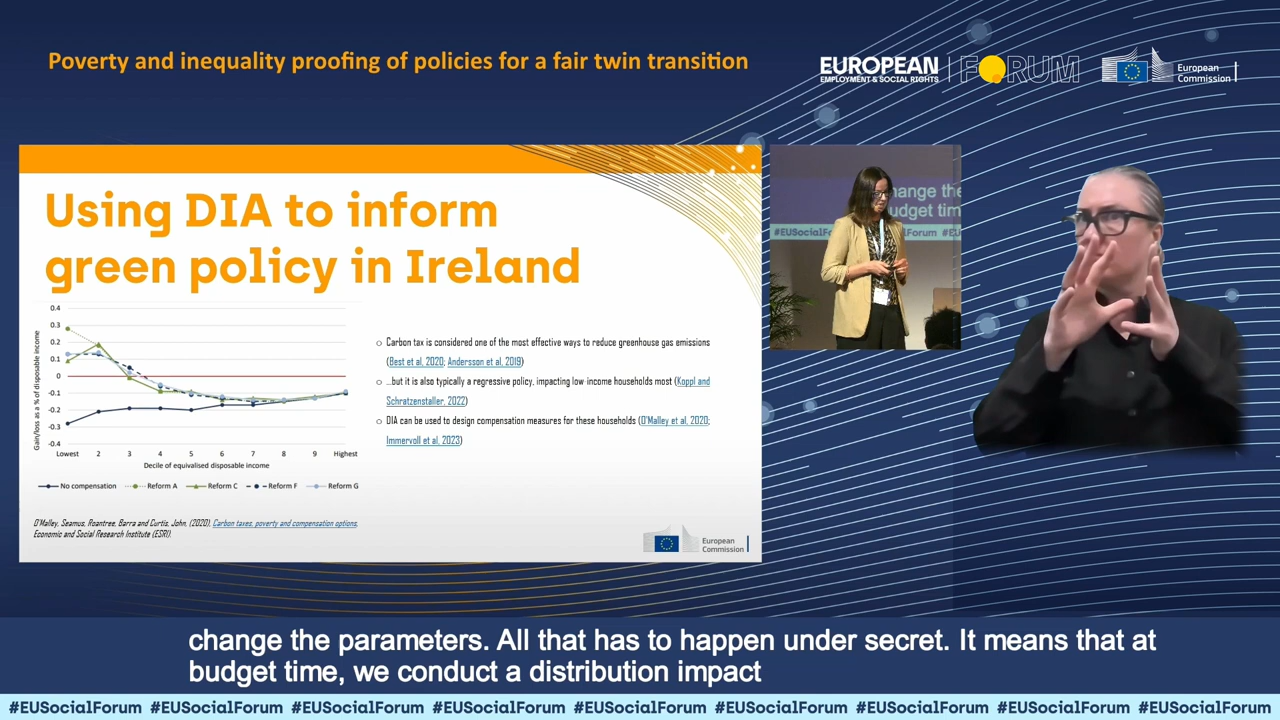 Poverty and inequality proofing of policies for a fair twin transition
EUROPEAN
EMPLOYMENT & SOCIAL RIGHTS
FORUM
European
Commission
Using DIA to inform
green policy in Ireland
Gain/loss as a % of disposable income
0.4
0.3
0.2
0.1
0
-0.1
-0.2
-0.3
-0.4
Lowest 2 3 4 5 6 7 8 9 Highest
Decile of equivalised disposable income
No compensation Reform A Reform C Reform F Reform G
O'Malley, Seamus, Roantree, Barra and Curtis, John, (2020), Carbon taxes, poverty and compensation options,
Economic and Social Research Institute (ESRI).
o Carbon tax is considered one of the most effective ways to reduce greenhouse gas emissions
(Best et al, 2020; Andersson et al, 2019)
o ...but it is also typically a regressive policy, impacting low-income households most (Koppl and
Schratzenstaller, 2022)
o DIA can be used to design compensation measures for these households (O'Malley et al, 2020;
Immervoll et al, 2023)
European
Commission
hange the
udget tim
#EUSocialF Forum #EU
change the parameters. All that has to happen under secret. It means that at
budget time, we conduct a distribution impact
#EUSocialForum #EUSocialForum #EUSocialForum #EUSocialForum #EUSocialForum #EUSocialForum #EUSocialForum #EUSocialForum #EUSocialForum